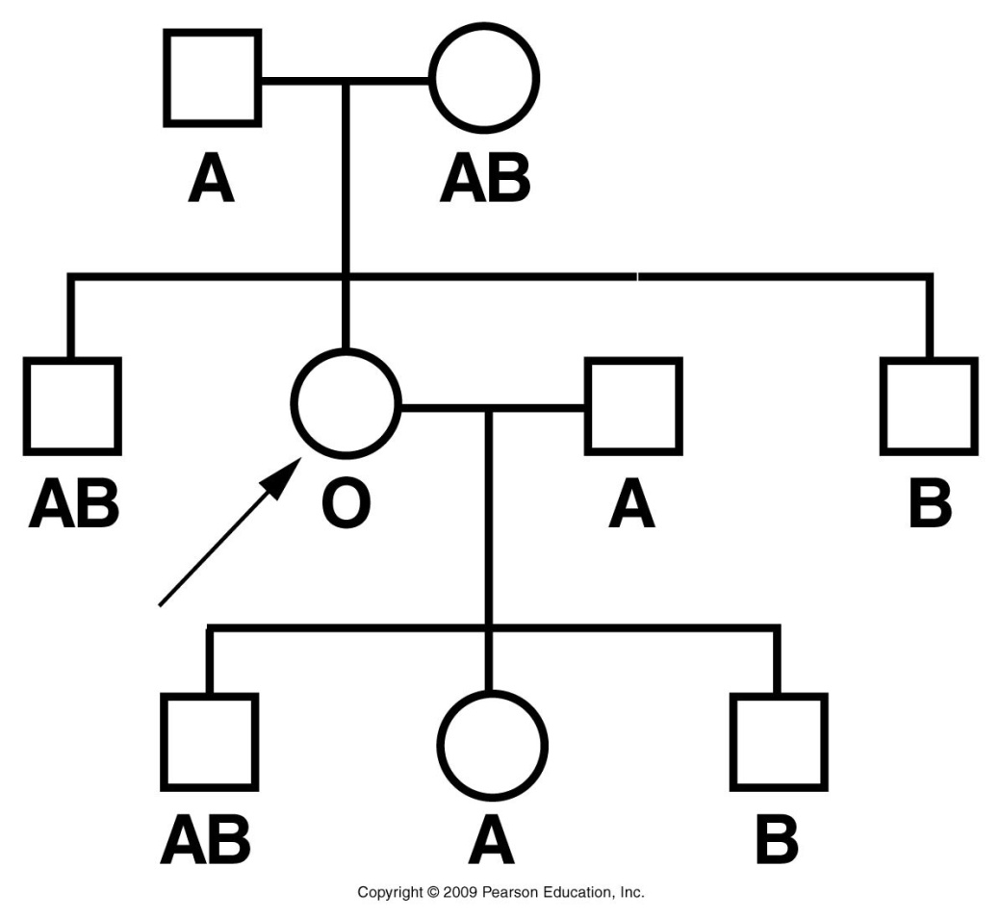 A AB
AB O A B
AB A B
Copyright © 2009 Pearson Education, Inc.